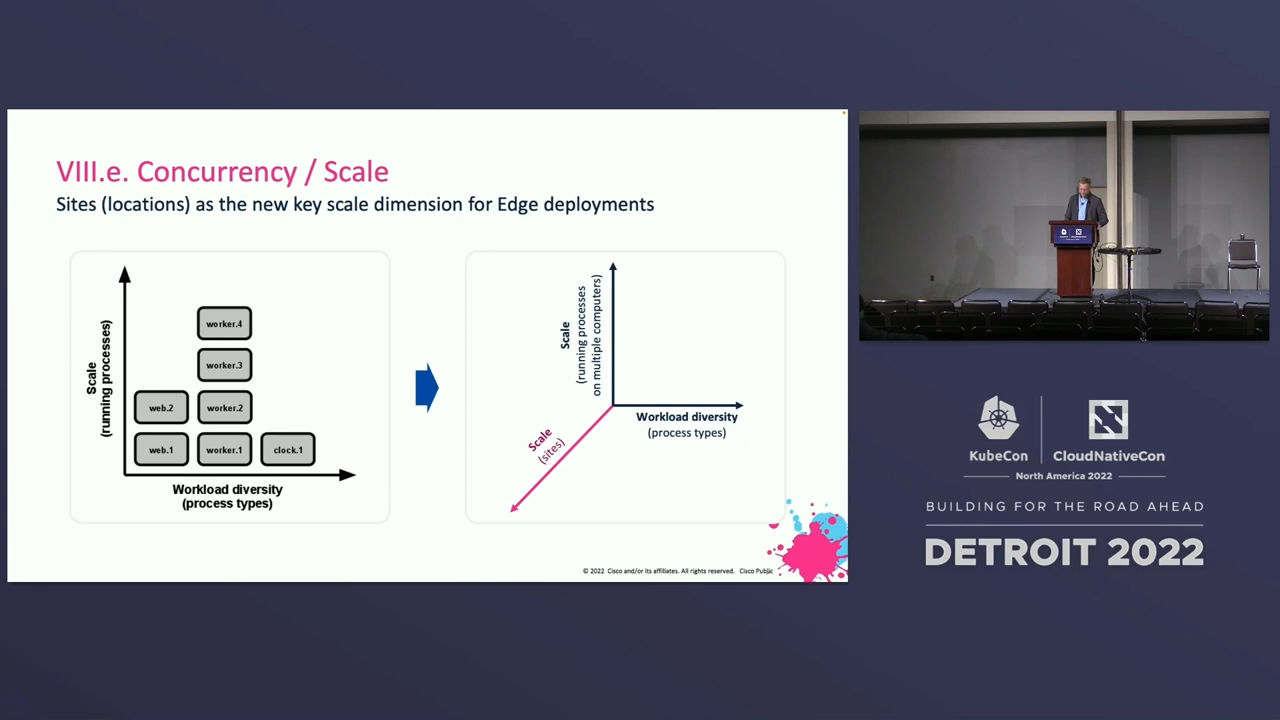 VIII.e. Concurrency / Scale
Sites (locations) as the new key scale dimension for Edge deployments
Scale
(running processes)
worker.4
worker.3
web.2
worker.2
web.1
worker.1
clock.1
Workload diversity
(process types)
Scale
(running processes
on multiple computers)
Workload diversity
(process types)
Scale
(sites)
© 2022 Cisco and/or its affiliates. All rights reserved. Cisco Public
KubeCon
CloudNativeCon
North America 2022
BUILDING FOR THE ROAD AHEAD
DETROIT 2022